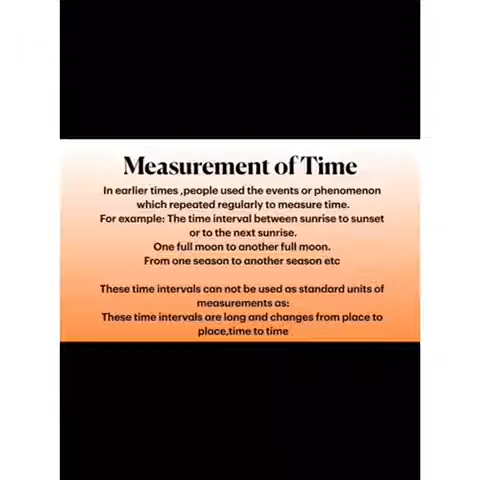 Measurement of Time
In earlier times ,people used the events or phenomenon
which repeated regularly to measure time.
For example: The time interval between sunrise to sunset
or to the next sunrise.
One full moon to another full moon.
From one season to another season etc
These time intervals can not be used as standard units of
measurements as:
These time intervals are long and changes from place to
place,time to time